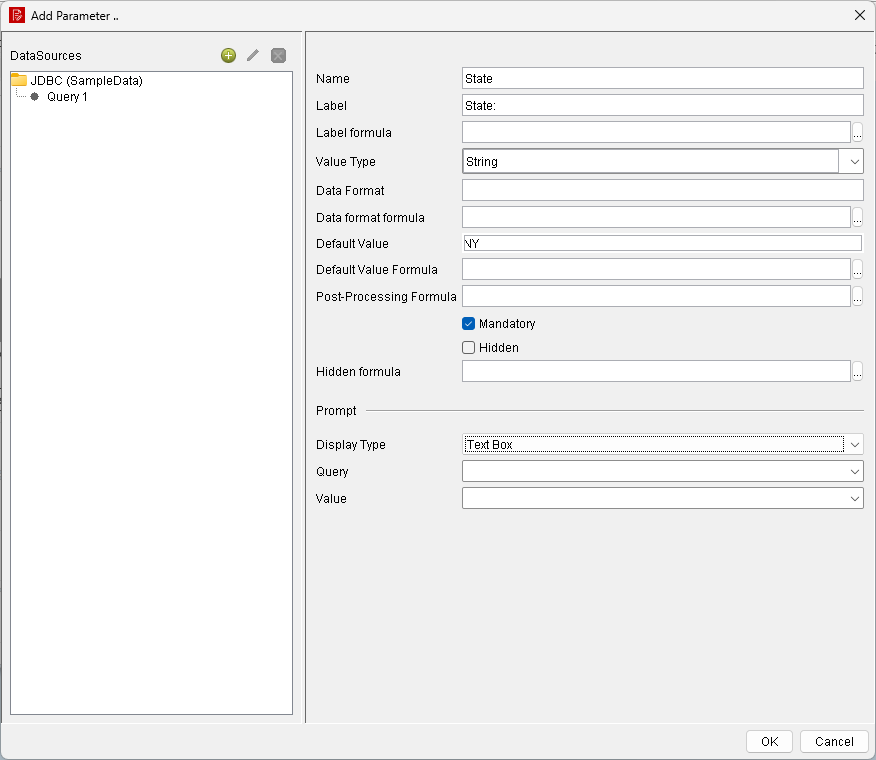 Add Parameter ..
DataSources
JDBC (SampleData)
Query 1
Name State
Label State:
Label formula ...
Value Type String
Data Format
Data format formula ...
Default Value NY
Default Value Formula ...
Post-Processing Formula ...
Mandatory
Hidden
Hidden formula ...
Prompt
Display Type Text Box
Query
Value
OK Cancel